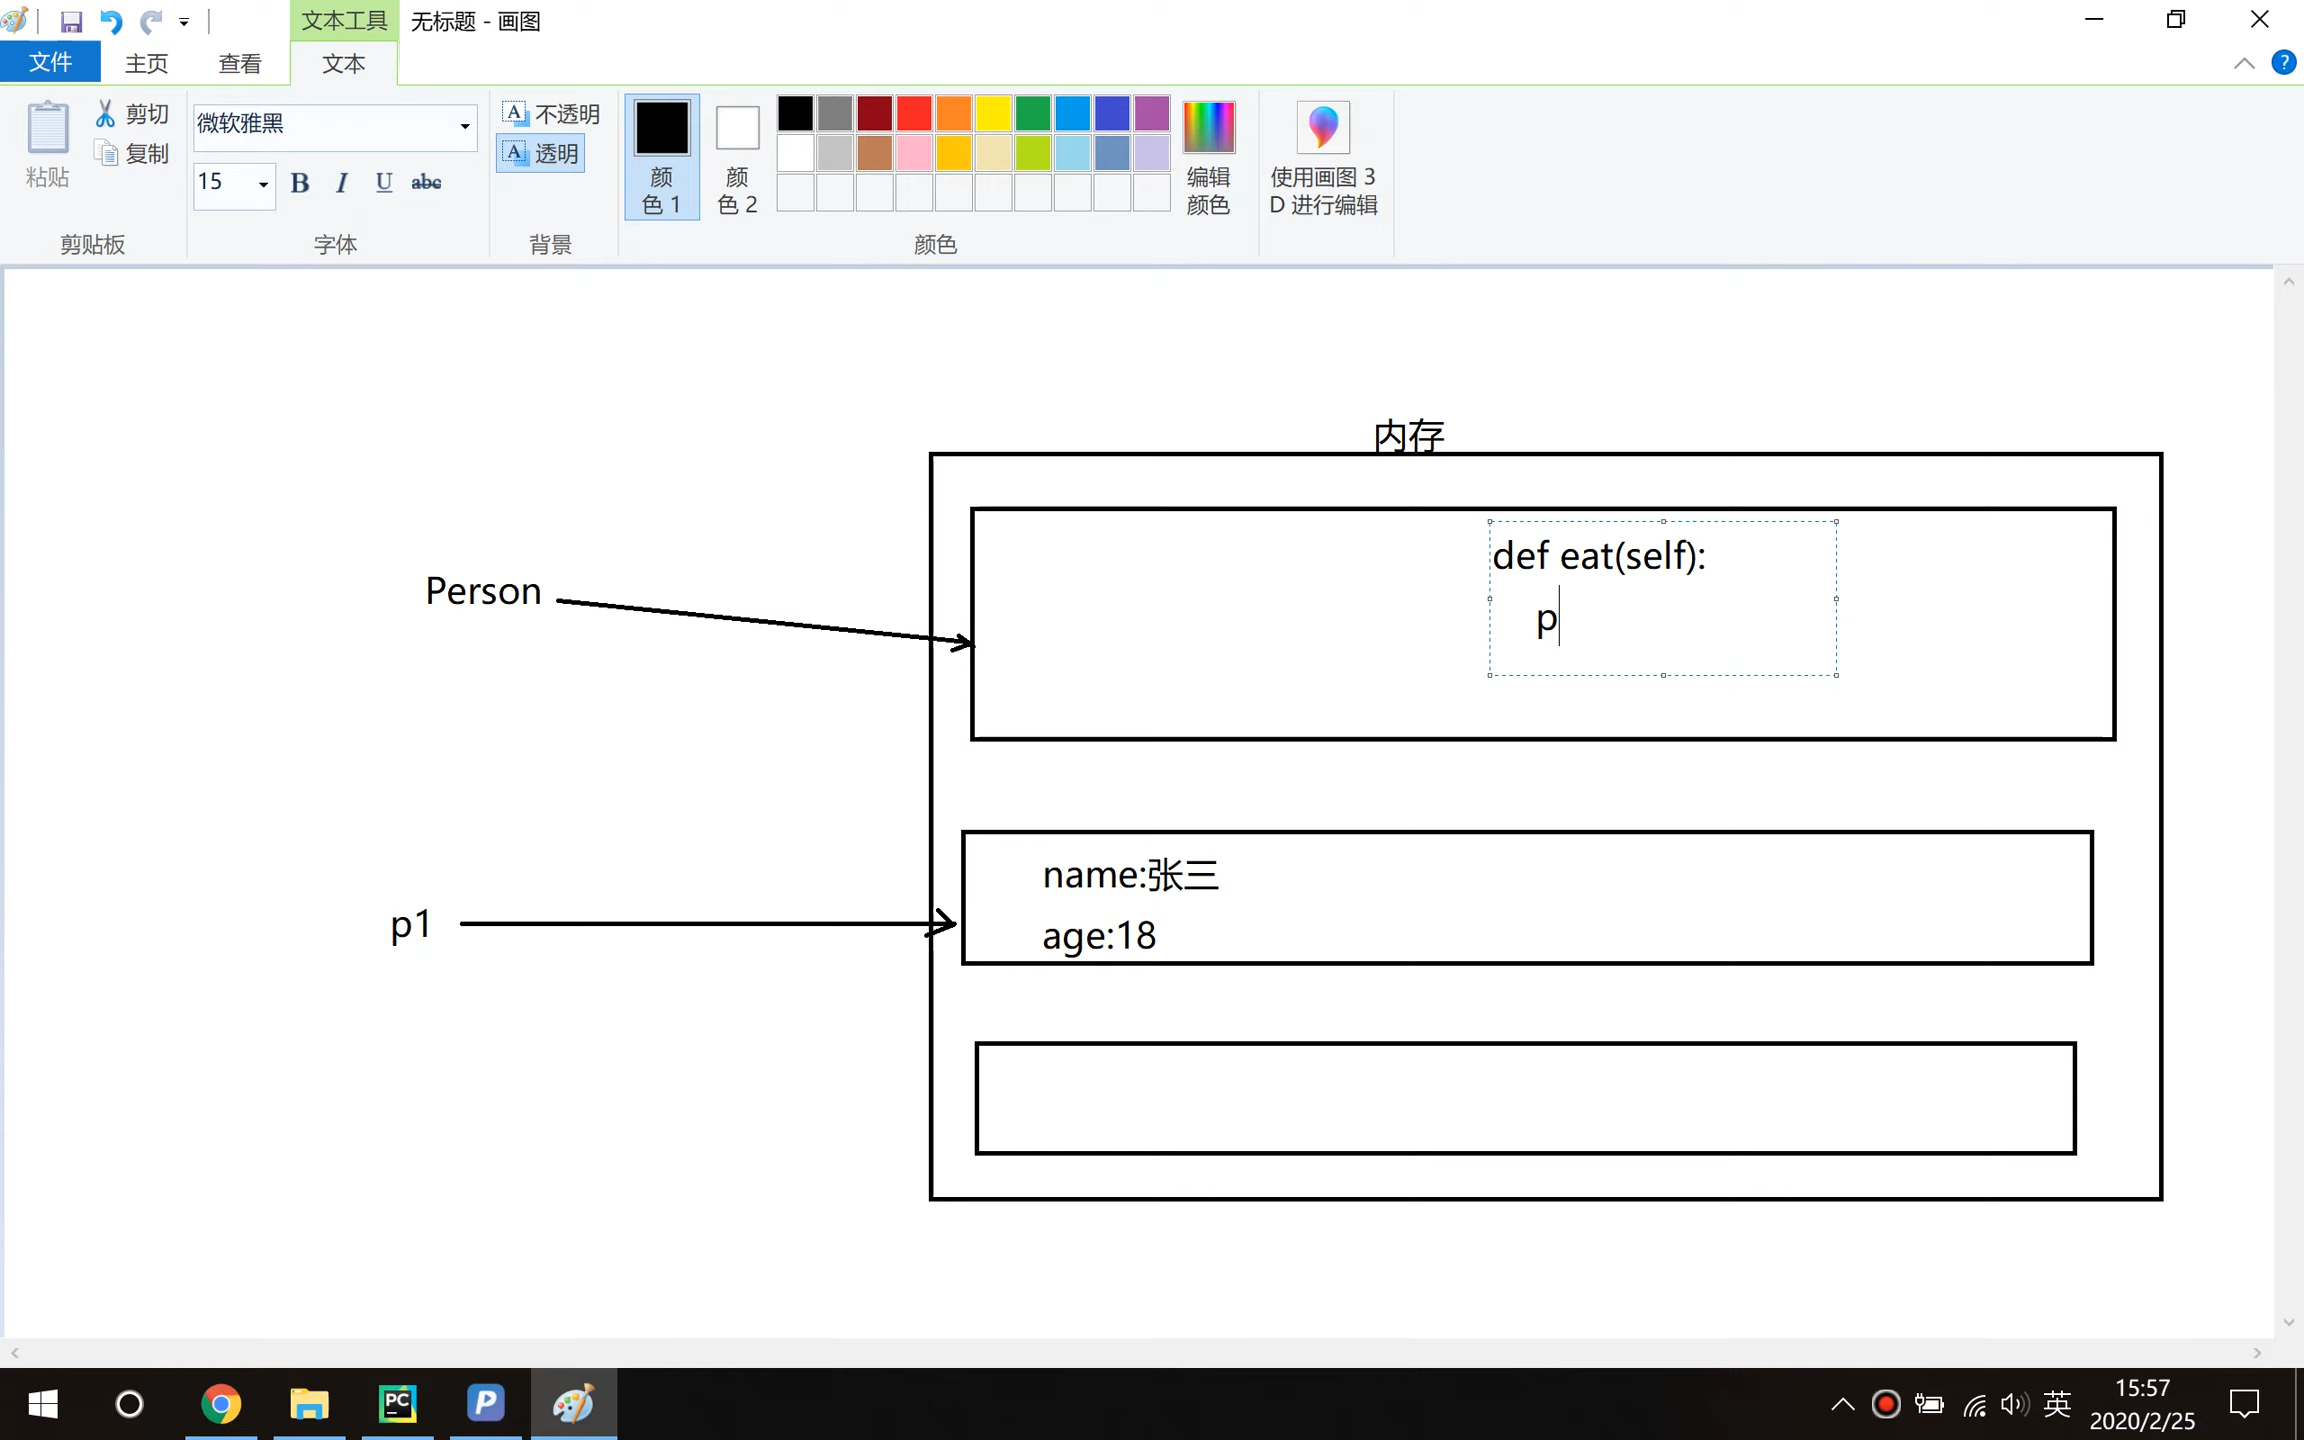 文本工具
无标题 - 画图
文件
主页
查看
文本
粘贴
剪切
复制
剪贴板
微软雅黑
15
B I U abc
字体
A 不透明
A 透明
背景
颜
色 1
颜
色 2
编辑
颜色
颜色
使用画图 3
D 进行编辑
内存
Person
def eat(self):
p
name:张三
p1
age:18
PC
P
英
15:57
2020/2/25